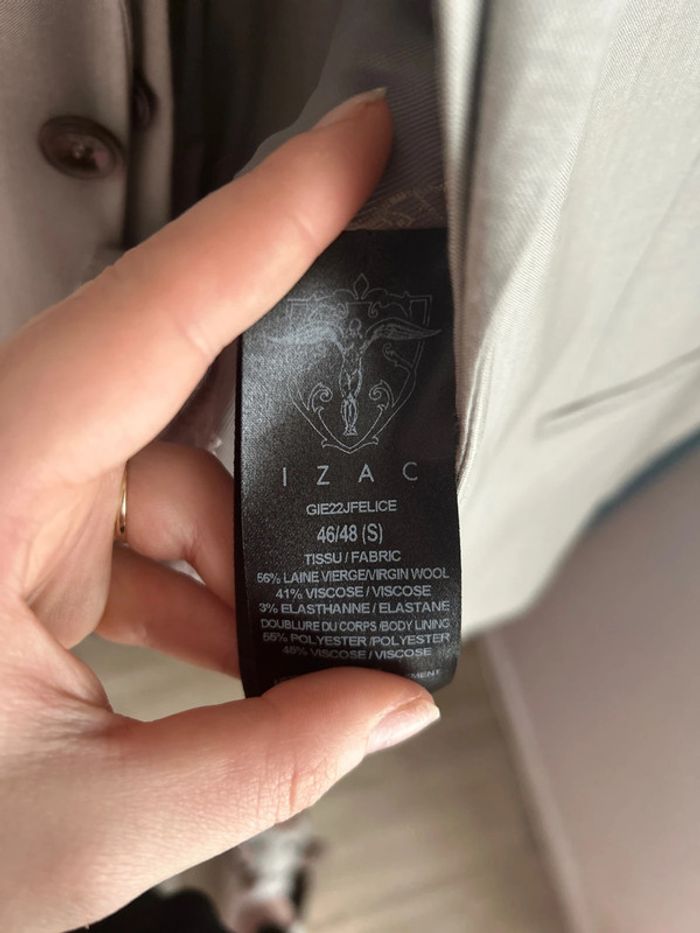 IZAC
GIE22JFELICE
46/48 (S)
TISSU / FABRIC
56% LAINE VIERGE/VIRGIN WOOL
41% VISCOSE / VISCOSE
3% ELASTHANNE / ELASTANE
DOUBLURE DU CORPS /BODY LINING
55% POLYESTER /POLYESTER
45% VISCOSE / VISCOSE